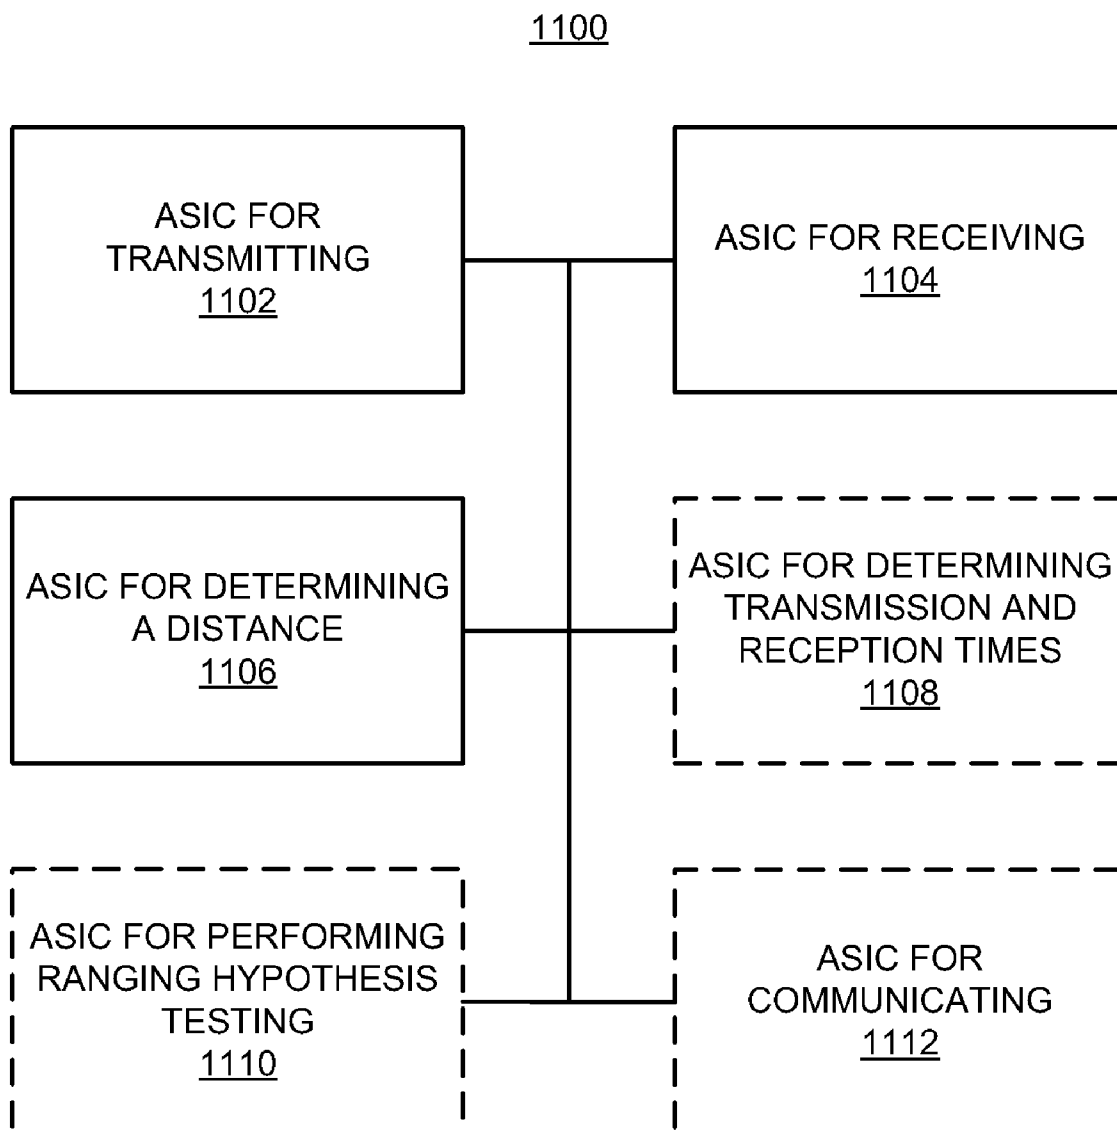 1100
ASIC FOR
TRANSMITTING
1102
ASIC FOR RECEIVING
1104
ASIC FOR DETERMINING
A DISTANCE
1106
ASIC FOR DETERMINING
TRANSMISSION AND
RECEPTION TIMES
1108
ASIC FOR PERFORMING
RANGING HYPOTHESIS
TESTING
1110
ASIC FOR
COMMUNICATING
1112